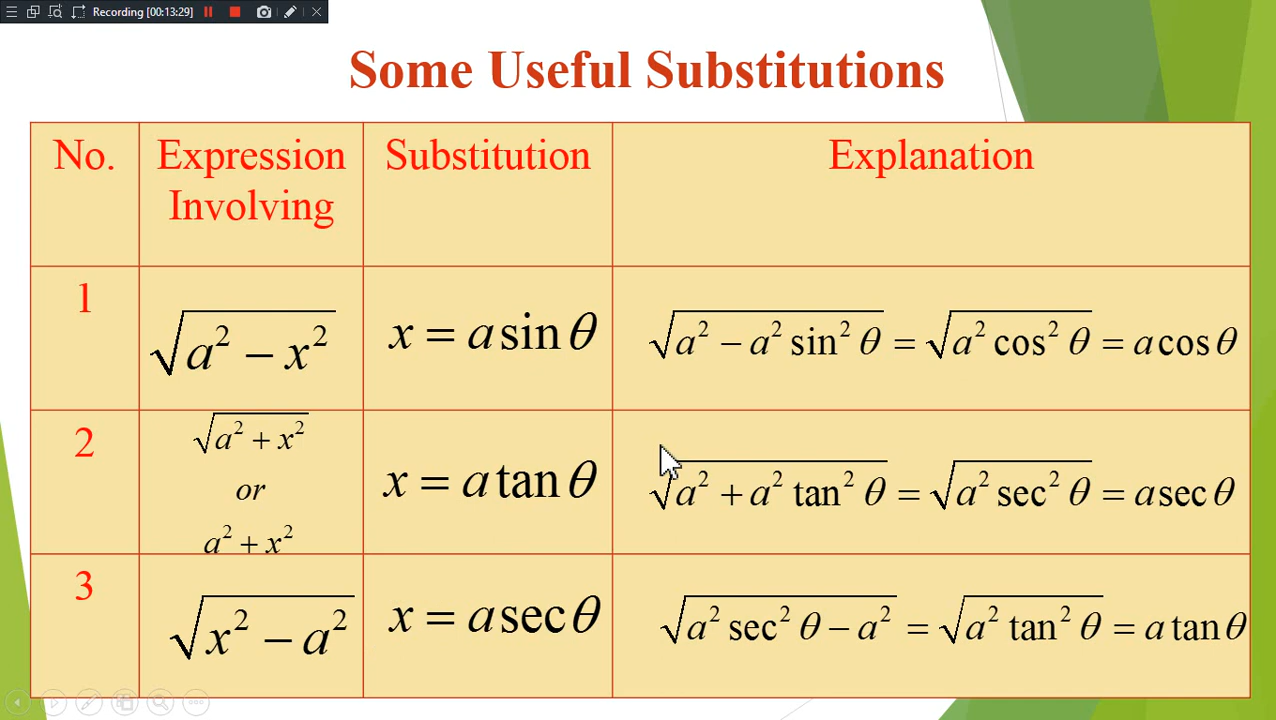 Recording [00:13:29]
Some Useful Substitutions
No. Expression Involving Substitution Explanation
1 √(a² − x²) x = a sin θ √(a² − a² sin² θ) = √(a² cos² θ) = a cos θ
2 √(a² + x²) or a² + x² x = a tan θ √(a² + a² tan² θ) = √(a² sec² θ) = a sec θ
3 √(x² − a²) x = a sec θ √(a² sec² θ − a²) = √(a² tan² θ) = a tan θ